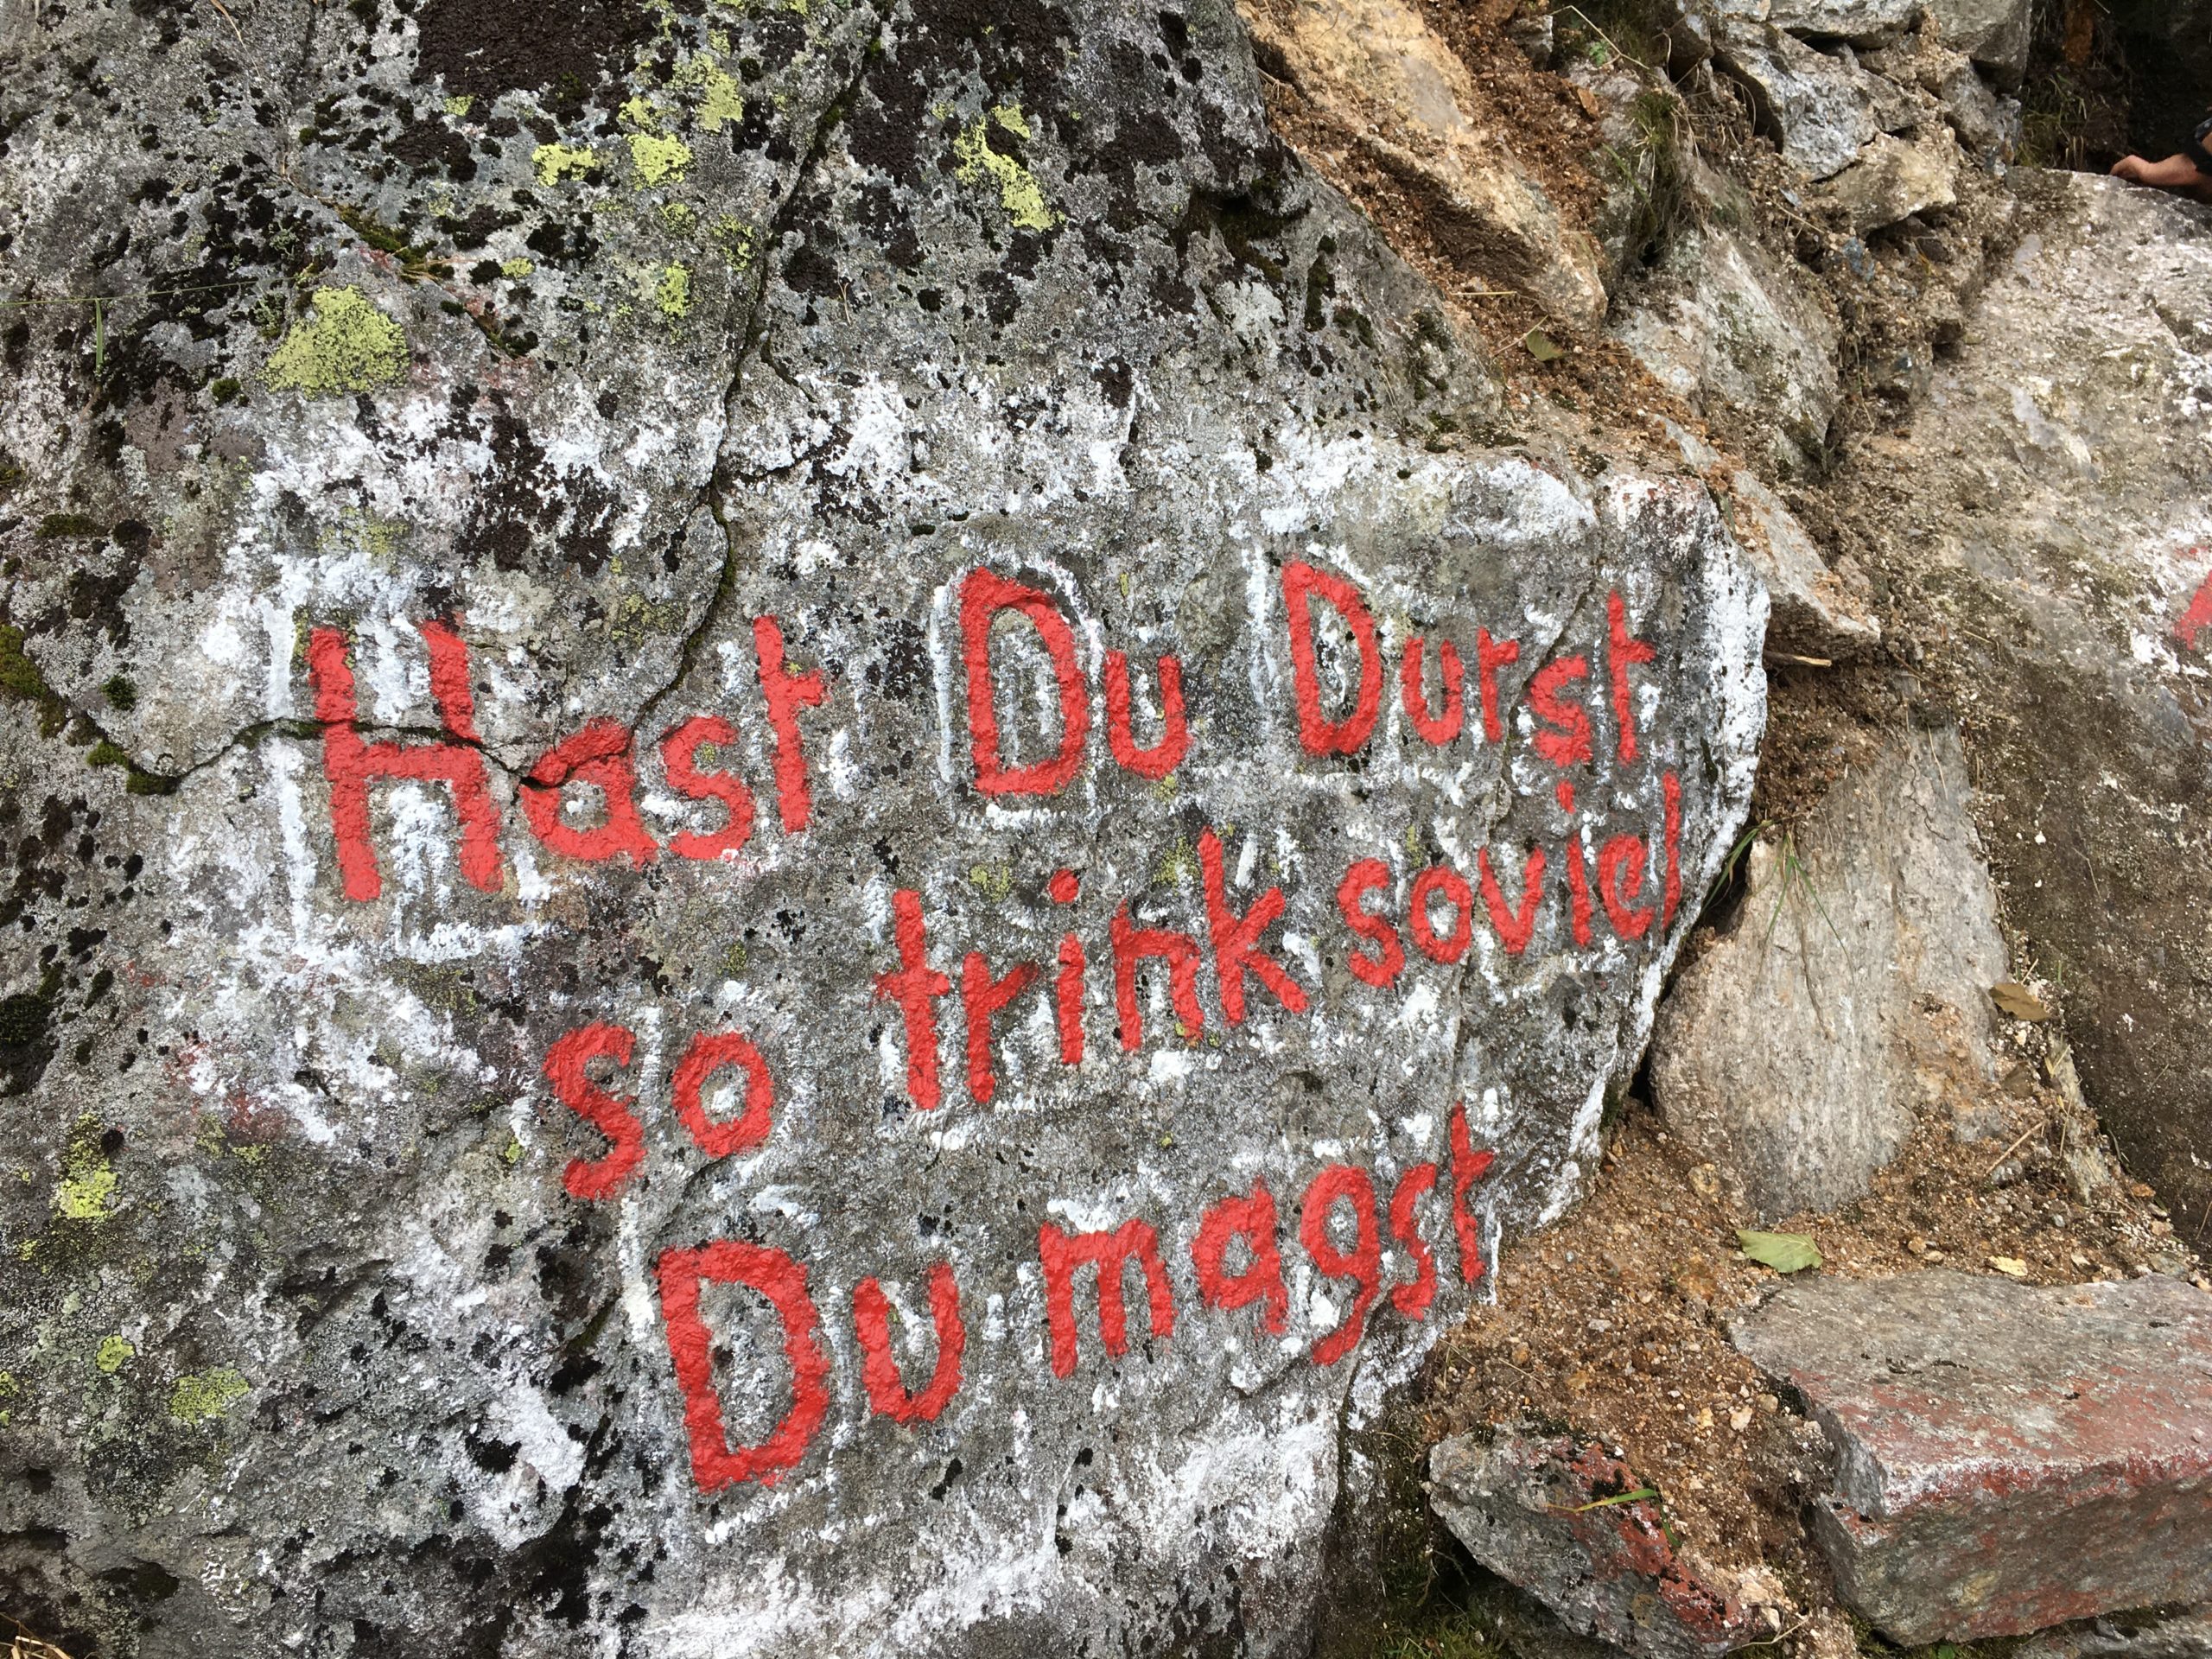 Hast Du Durst
so trink soviel
Du magst